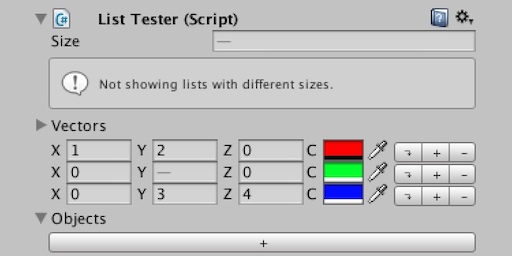 List Tester (Script)
Size —
Not showing lists with different sizes.
Vectors
X 1 Y 2 Z 0 C + -
X 0 Y — Z 0 C + -
X 0 Y 3 Z 4 C + -
Objects
+